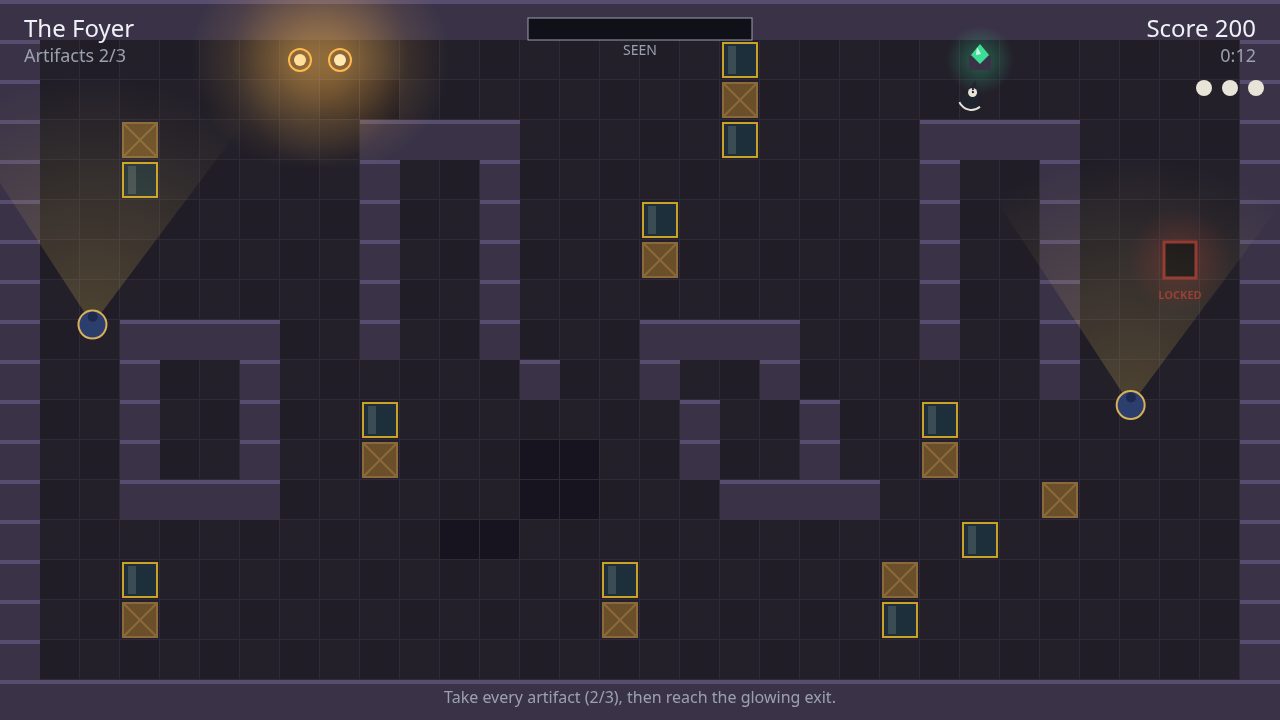 The Foyer
Artifacts 2/3
SEEN
Score 200
0:12
LOCKED
Take every artifact (2/3), then reach the glowing exit.